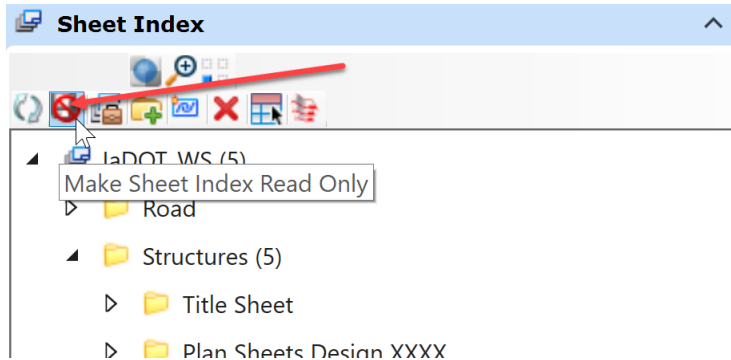 Sheet Index
IaDOT_WS (5)
Make Sheet Index Read Only
Road
Structures (5)
Title Sheet
Plan Sheets Design XXXX